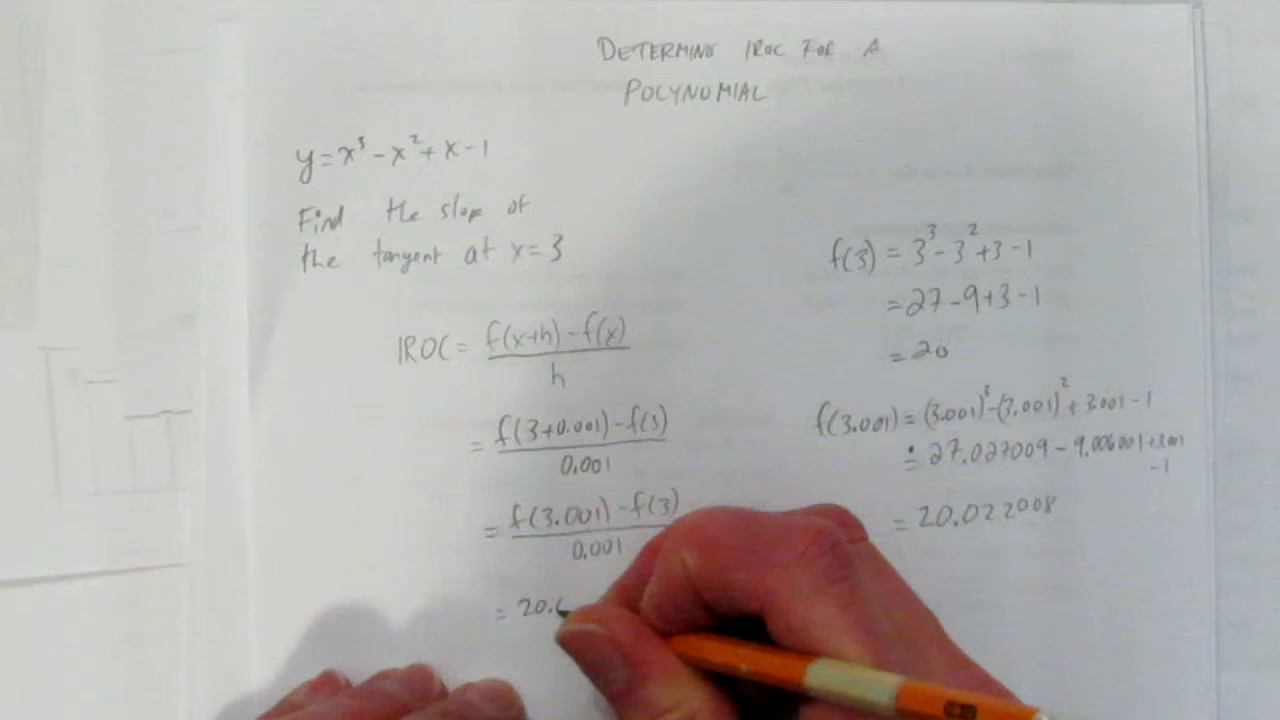 DETERMINE IROC FOR A
POLYNOMIAL
y = x³ - x² + x - 1
Find the slope of
the tangent at x = 3
IROC = f(x+h) - f(x)
h
= f(3+0.001) - f(3)
0.001
= f(3.001) - f(3)
0.001
= 20.
f(3) = 3³ - 3² + 3 - 1
= 27 - 9 + 3 - 1
= 20
f(3.001) = (3.001)³ - (3.001)² + 3.001 - 1
≐ 27.027009 - 9.006001 + 3.001
- 1
= 20.022008